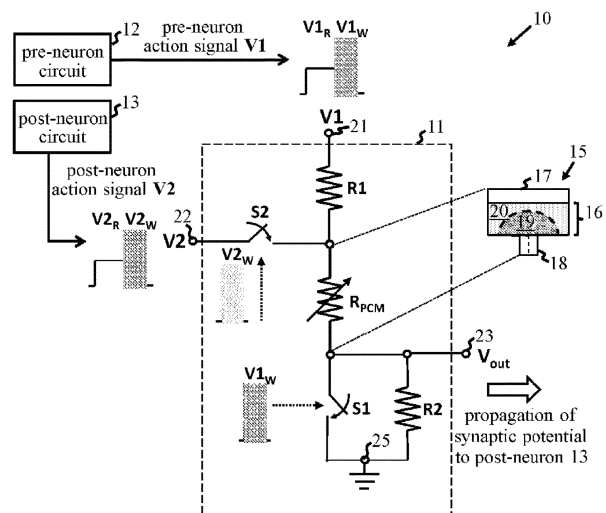 10
12
pre-neuron
circuit
pre-neuron
action signal V1
V1R V1W
13
post-neuron
circuit
post-neuron
action signal V2
V2R V2W
V1
21
11
R1
22
V2
S2
V2W
RPCM
15
17
20
19
16
18
23
Vout
V1W
S1
R2
25
propagation of
synaptic potential
to post-neuron 13